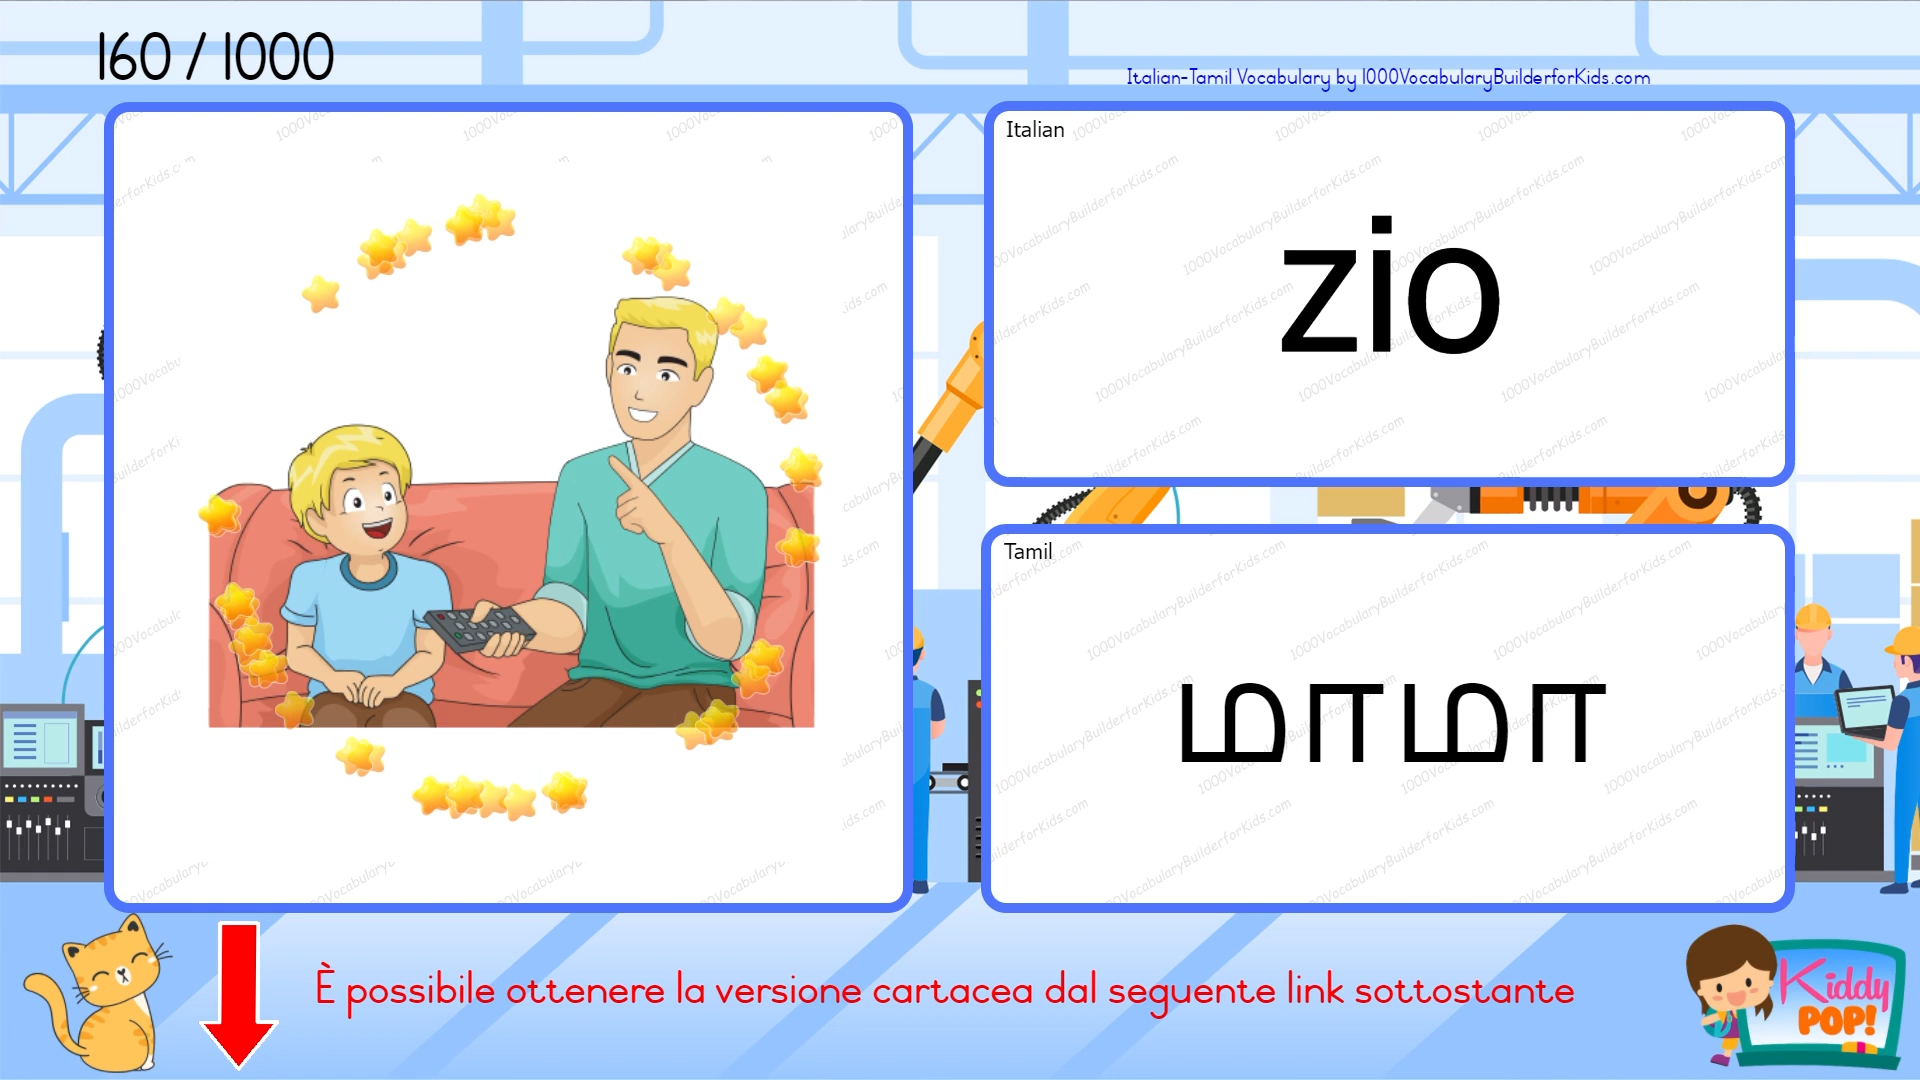 160 / 1000
Italian-Tamil Vocabulary by 1000VocabularyBuilderforKids.com
Italian
zio
Tamil
மாமா
È possibile ottenere la versione cartacea dal seguente link sottostante
Kiddy
POP!